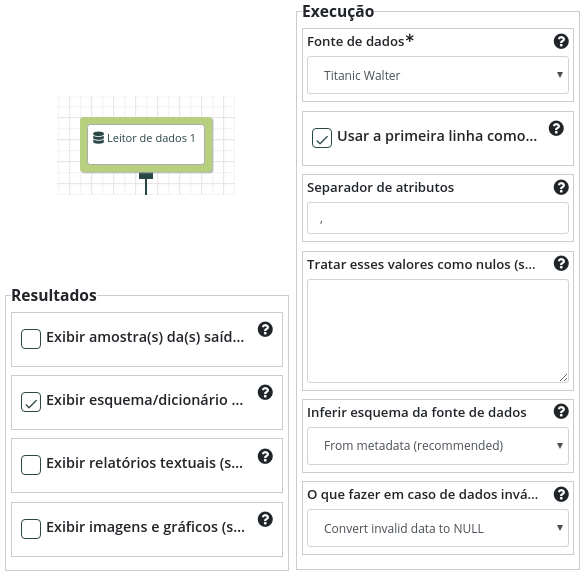 Leitor de dados 1
Resultados
Exibir amostra(s) da(s) saíd...
Exibir esquema/dicionário ...
Exibir relatórios textuais (s...
Exibir imagens e gráficos (s...
Execução
Fonte de dados*
Titanic Walter
Usar a primeira linha como...
Separador de atributos
,
Tratar esses valores como nulos (s...
Inferir esquema da fonte de dados
From metadata (recommended)
O que fazer em caso de dados invá...
Convert invalid data to NULL